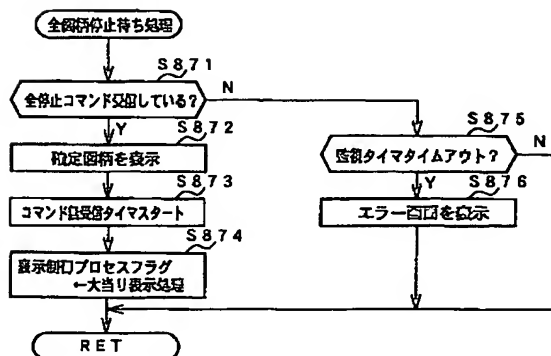 全図柄停止待ち処理
S871
全停止コマンド受信している?
N
Y
S872
確定図柄を表示
S873
コマンド未受信タイマスタート
S874
表示制御プロセスフラグ
←大当り表示処理
S875
監視タイマタイムアウト?
N
Y
S876
エラー画面を表示
RET